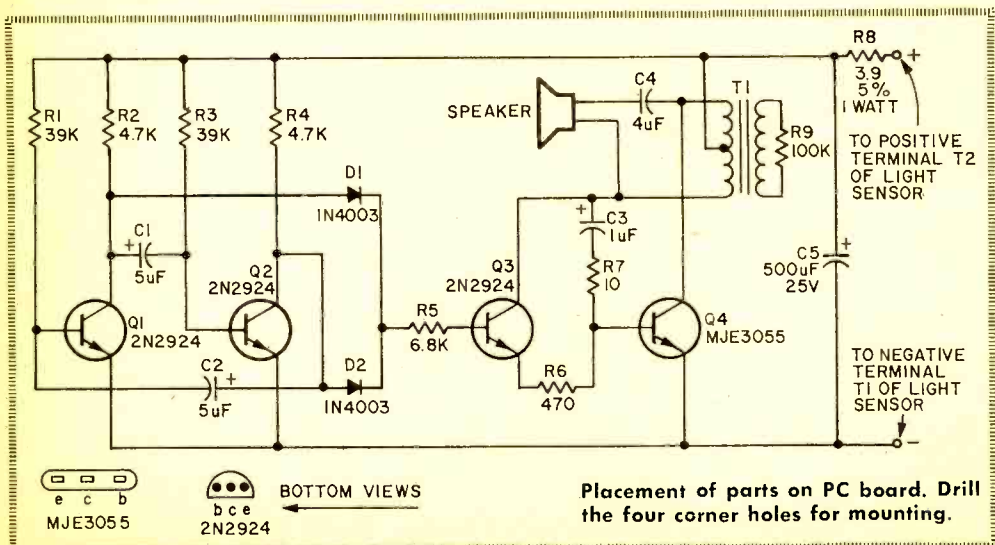 R1
39K
R2
4.7K
R3
39K
R4
4.7K
D1
1N4003
C1
+
5uF
Q1
2N2924
Q2
2N2924
C2
+
5uF
D2
1N4003
R5
6.8K
SPEAKER
C4
4uF
T1
R9
100K
R8
3.9
5%
1 WATT
+
TO POSITIVE
TERMINAL T2
OF LIGHT
SENSOR
+
C3
1uF
R7
10
Q3
2N2924
R6
470
Q4
MJE3055
+
C5
500uF
25V
TO NEGATIVE
TERMINAL
T1 OF LIGHT
SENSOR
-
e c b
MJE3055
b c e
2N2924
BOTTOM VIEWS
Placement of parts on PC board. Drill
the four corner holes for mounting.